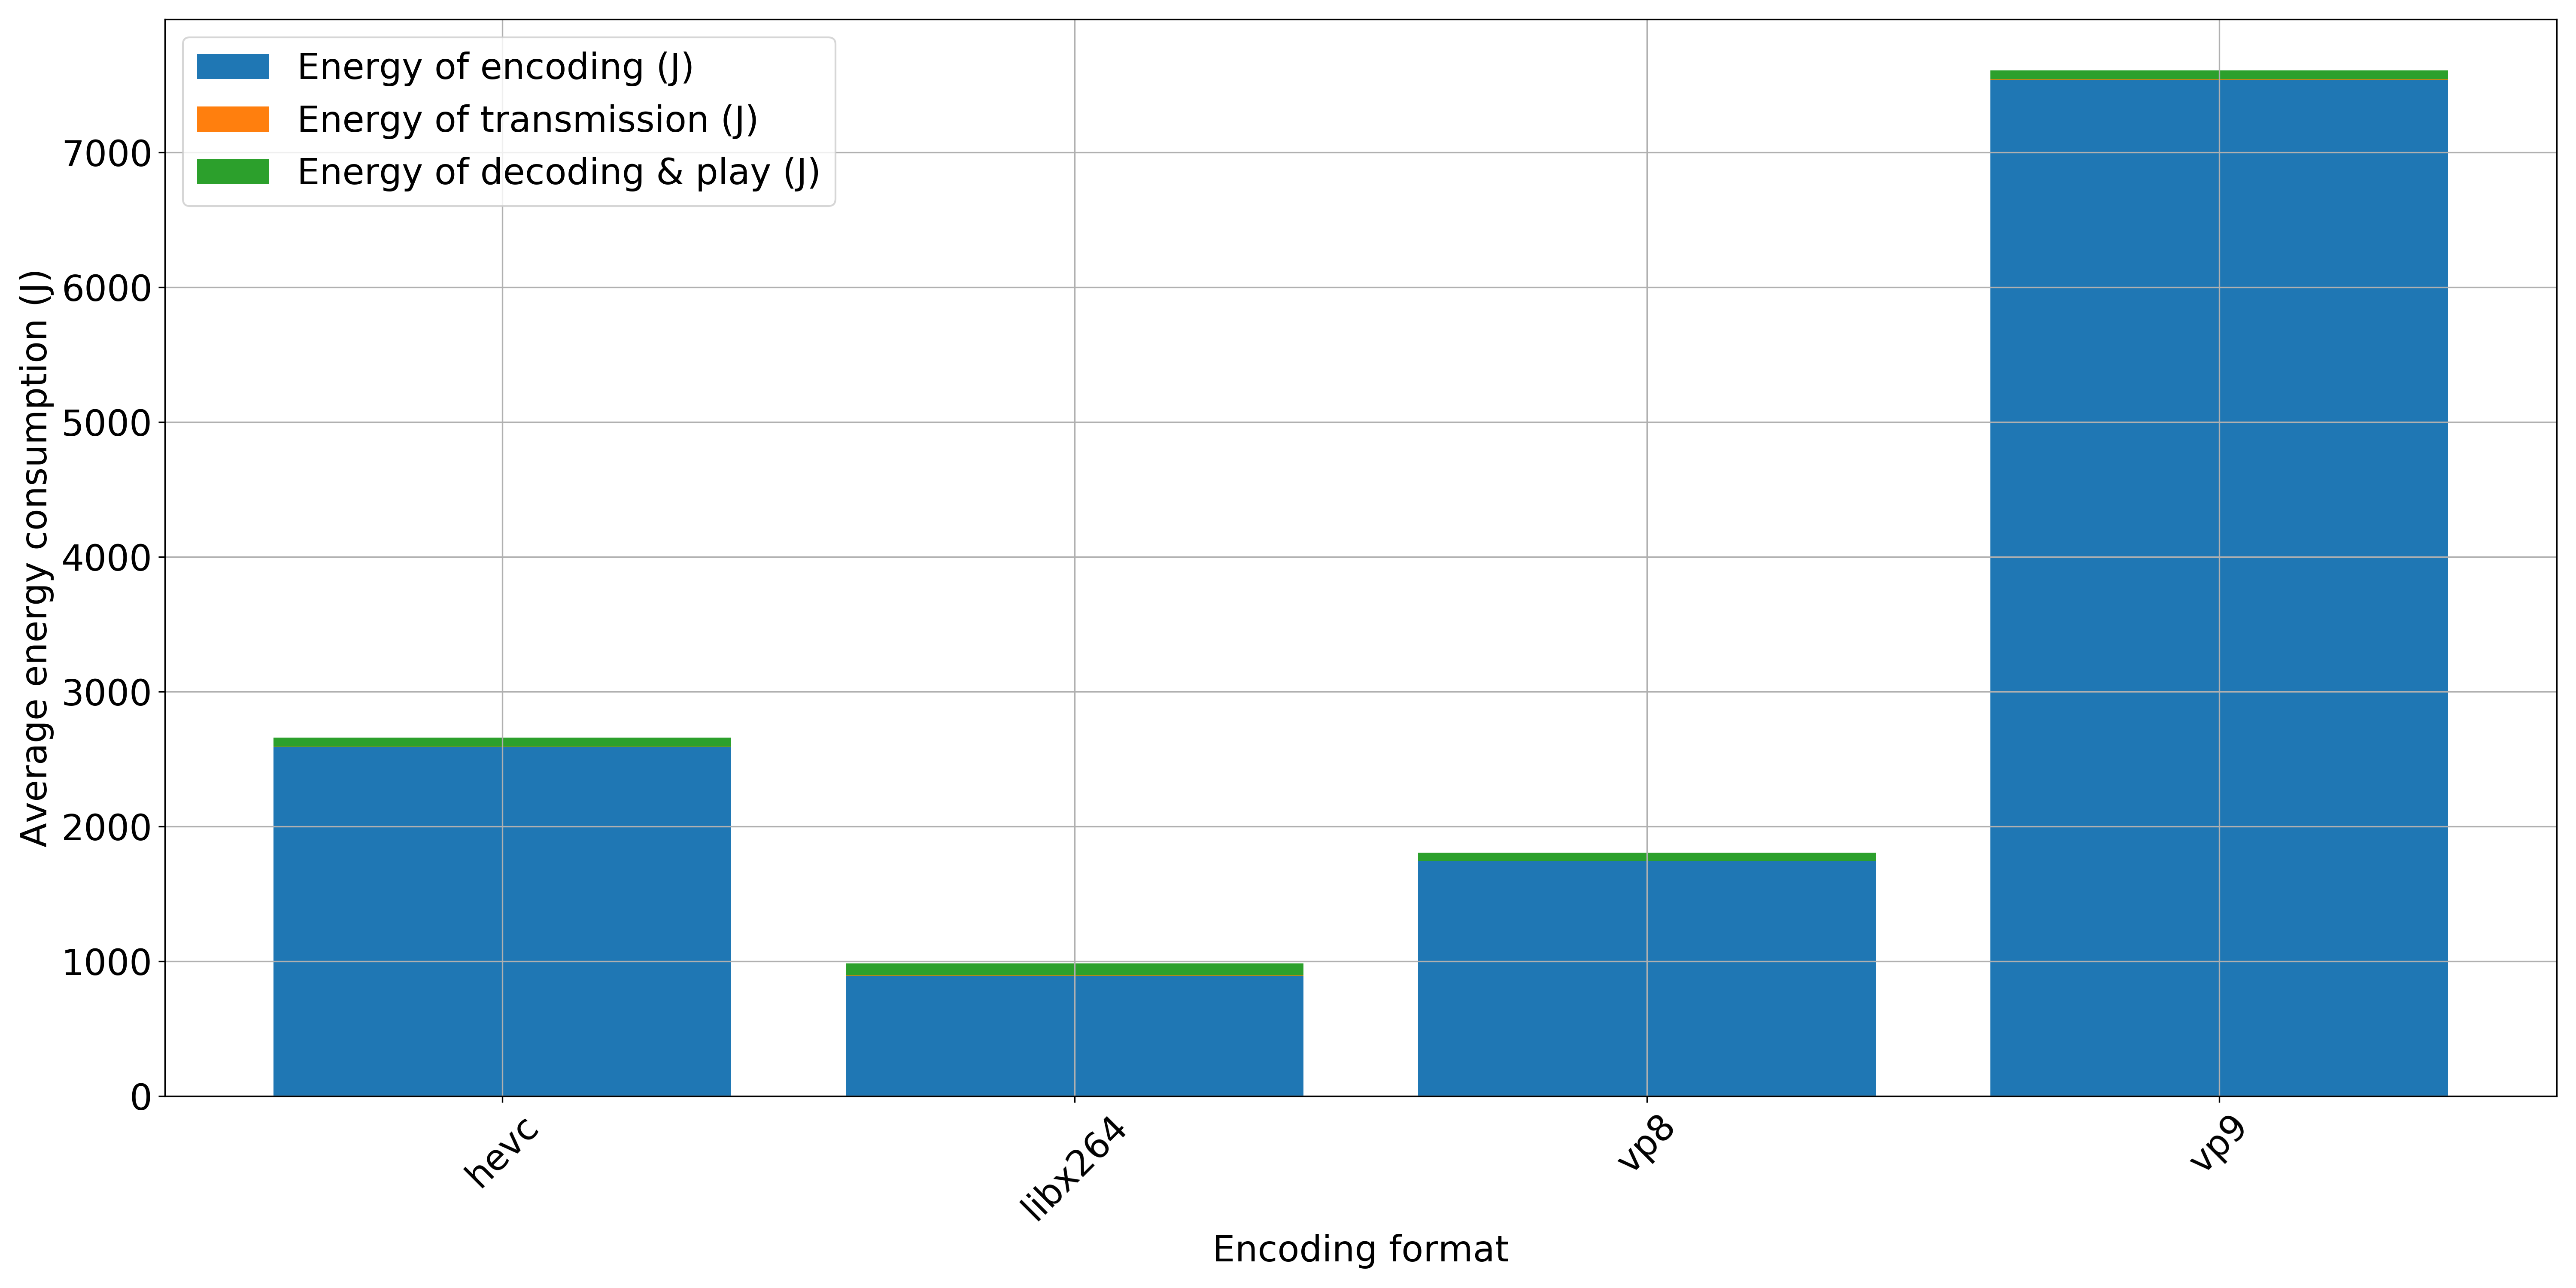 Energy of encoding (J)
Energy of transmission (J)
Energy of decoding & play (J)
Average energy consumption (J)
7000
6000
5000
4000
3000
2000
1000
0
hevc
libx264
vp8
vp9
Encoding format